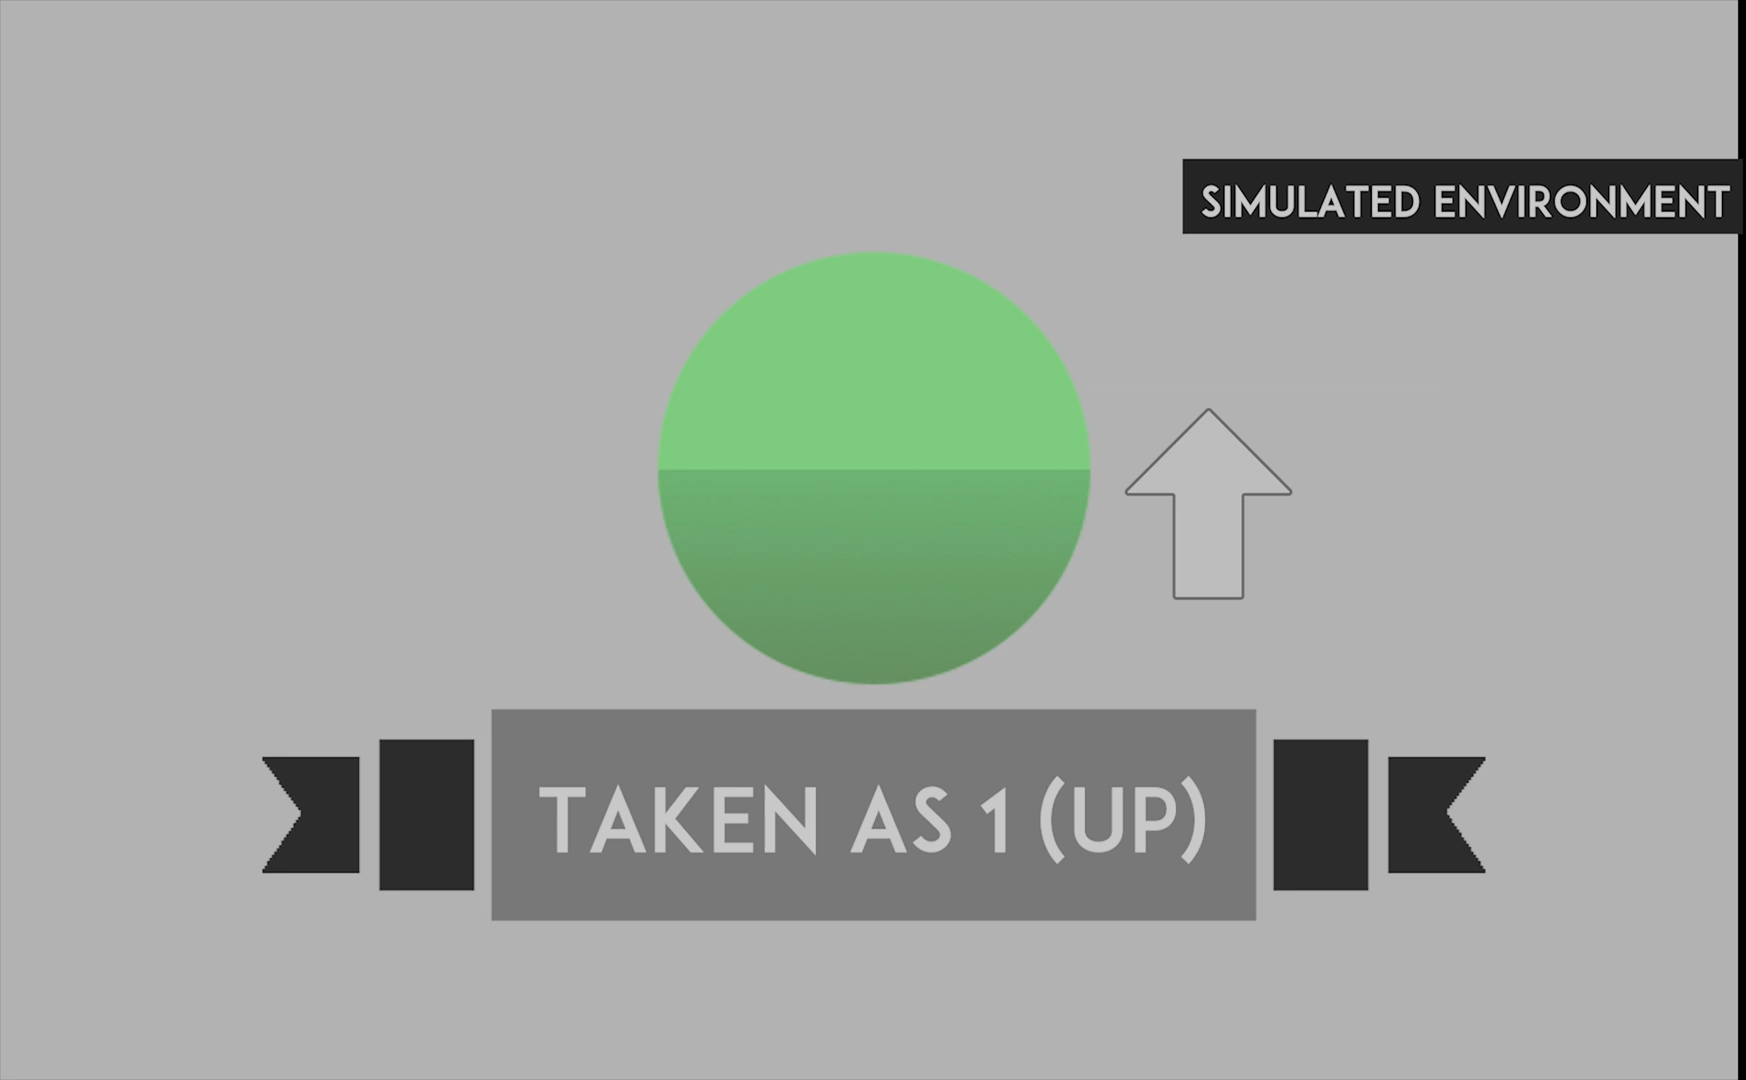 SIMULATED ENVIRONMENT
TAKEN AS 1 (UP)